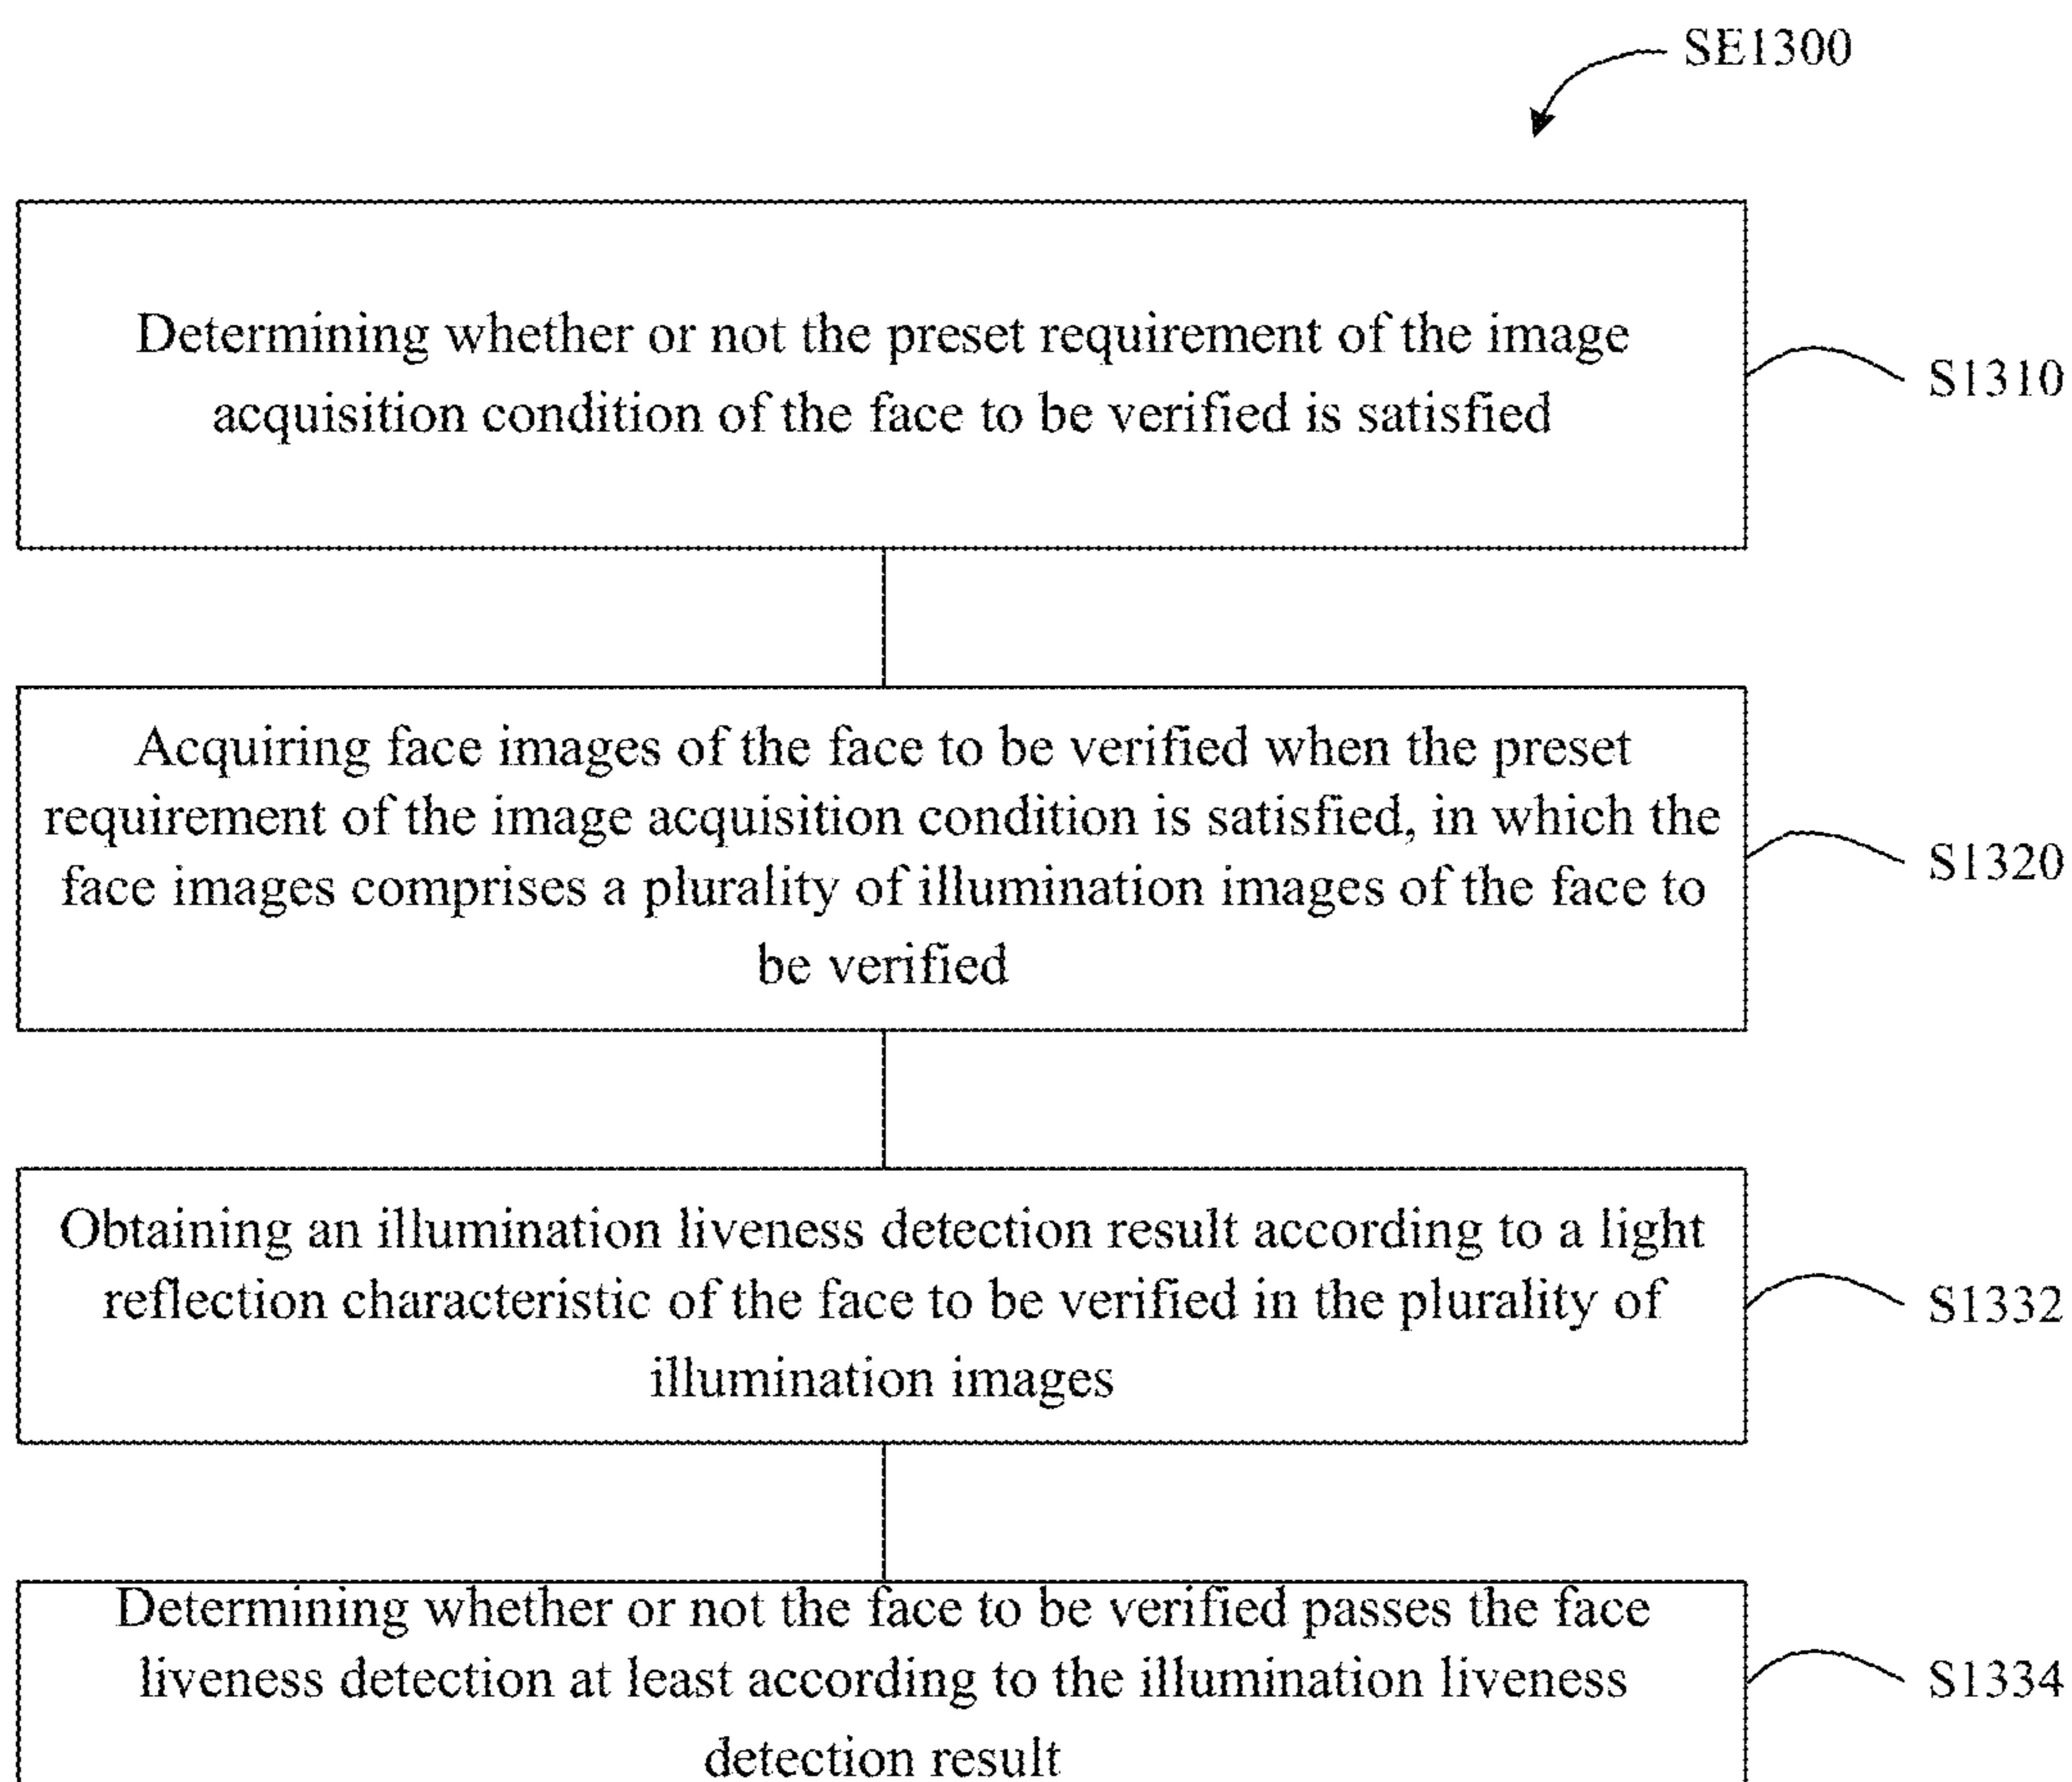 SE1300
Determining whether or not the preset requirement of the image
acquisition condition of the face to be verified is satisfied
S1310
Acquiring face images of the face to be verified when the preset
requirement of the image acquisition condition is satisfied, in which the
face images comprises a plurality of illumination images of the face to
be verified
S1320
Obtaining an illumination liveness detection result according to a light
reflection characteristic of the face to be verified in the plurality of
illumination images
S1332
Determining whether or not the face to be verified passes the face
liveness detection at least according to the illumination liveness
detection result
S1334